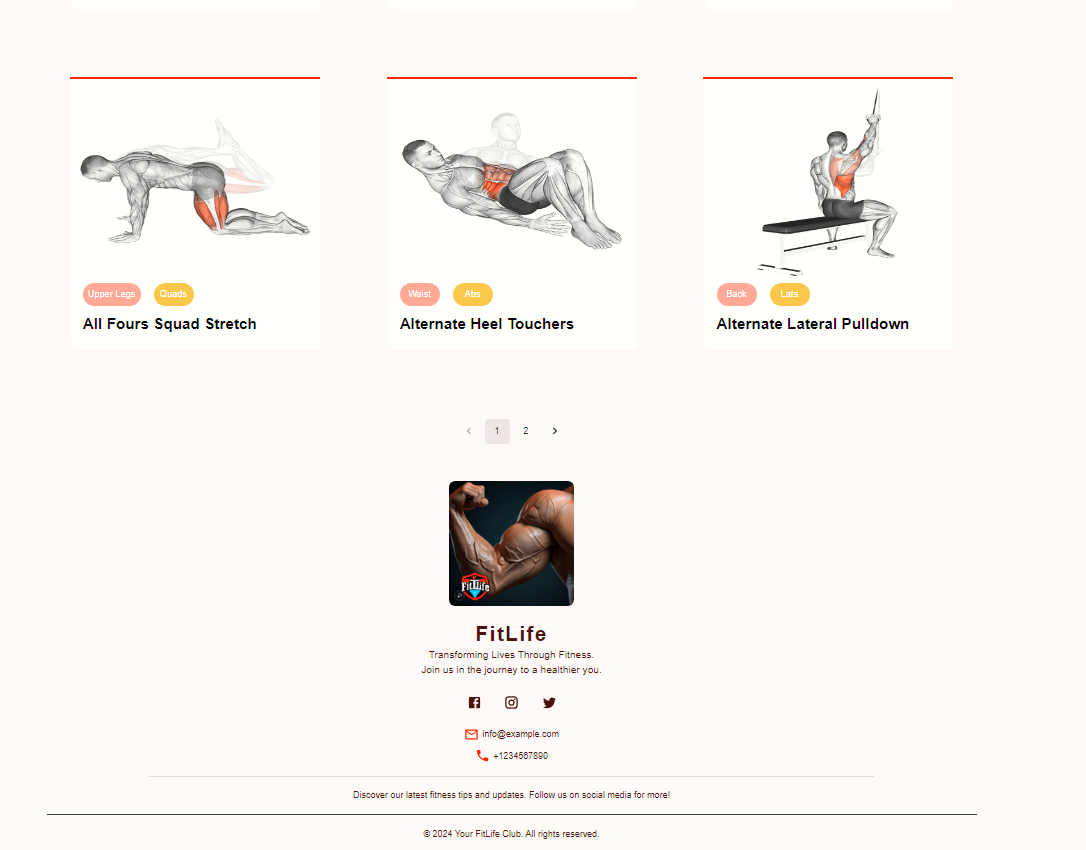 Upper Legs Quads
All Fours Squad Stretch
Waist Abs
Alternate Heel Touchers
Back Lats
Alternate Lateral Pulldown
1 2
FitLife
FitLife
Transforming Lives Through Fitness.
Join us in the journey to a healthier you.
info@example.com
+1234567890
Discover our latest fitness tips and updates. Follow us on social media for more!
© 2024 Your FitLife Club. All rights reserved.